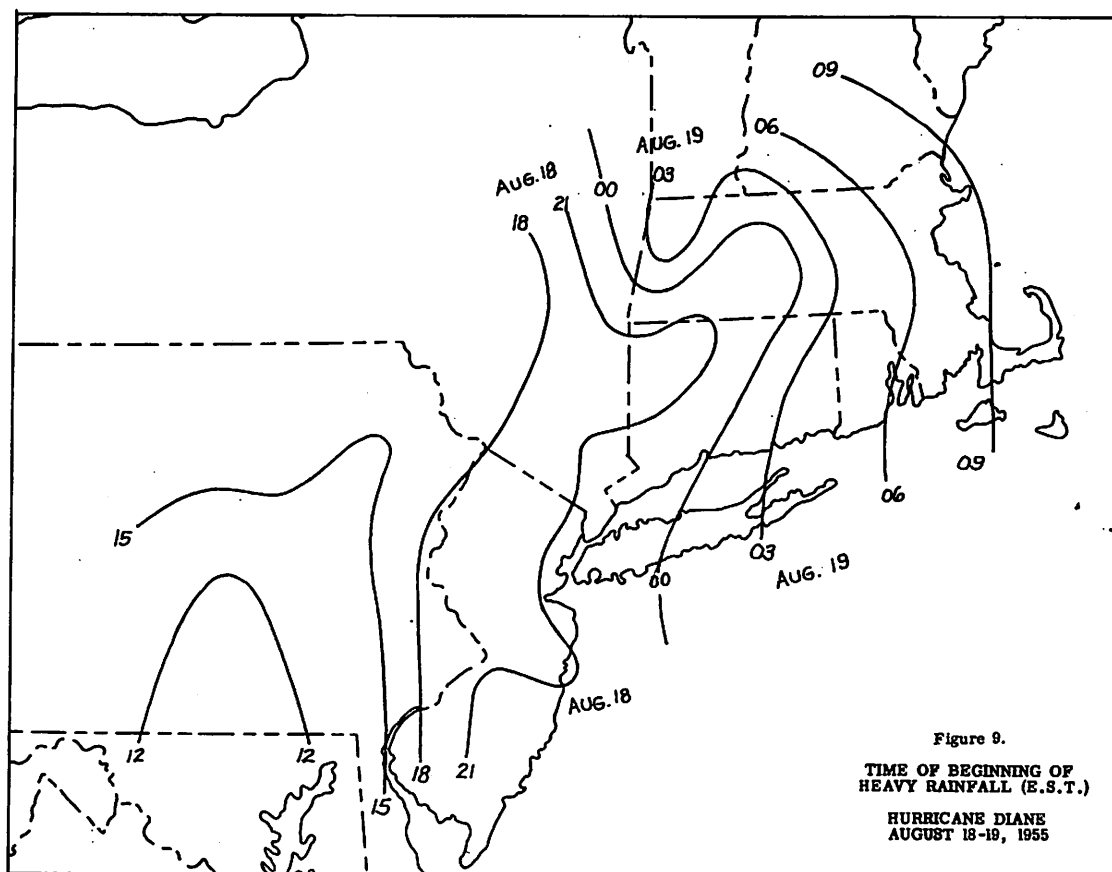 09
06
AUG. 19
03
AUG. 18
00
21
18
15
09
06
03
AUG. 19
00
AUG. 18
12
12
18
21
15
Figure 9.
TIME OF BEGINNING OF
HEAVY RAINFALL (E.S.T.)
HURRICANE DIANE
AUGUST 18-19, 1955